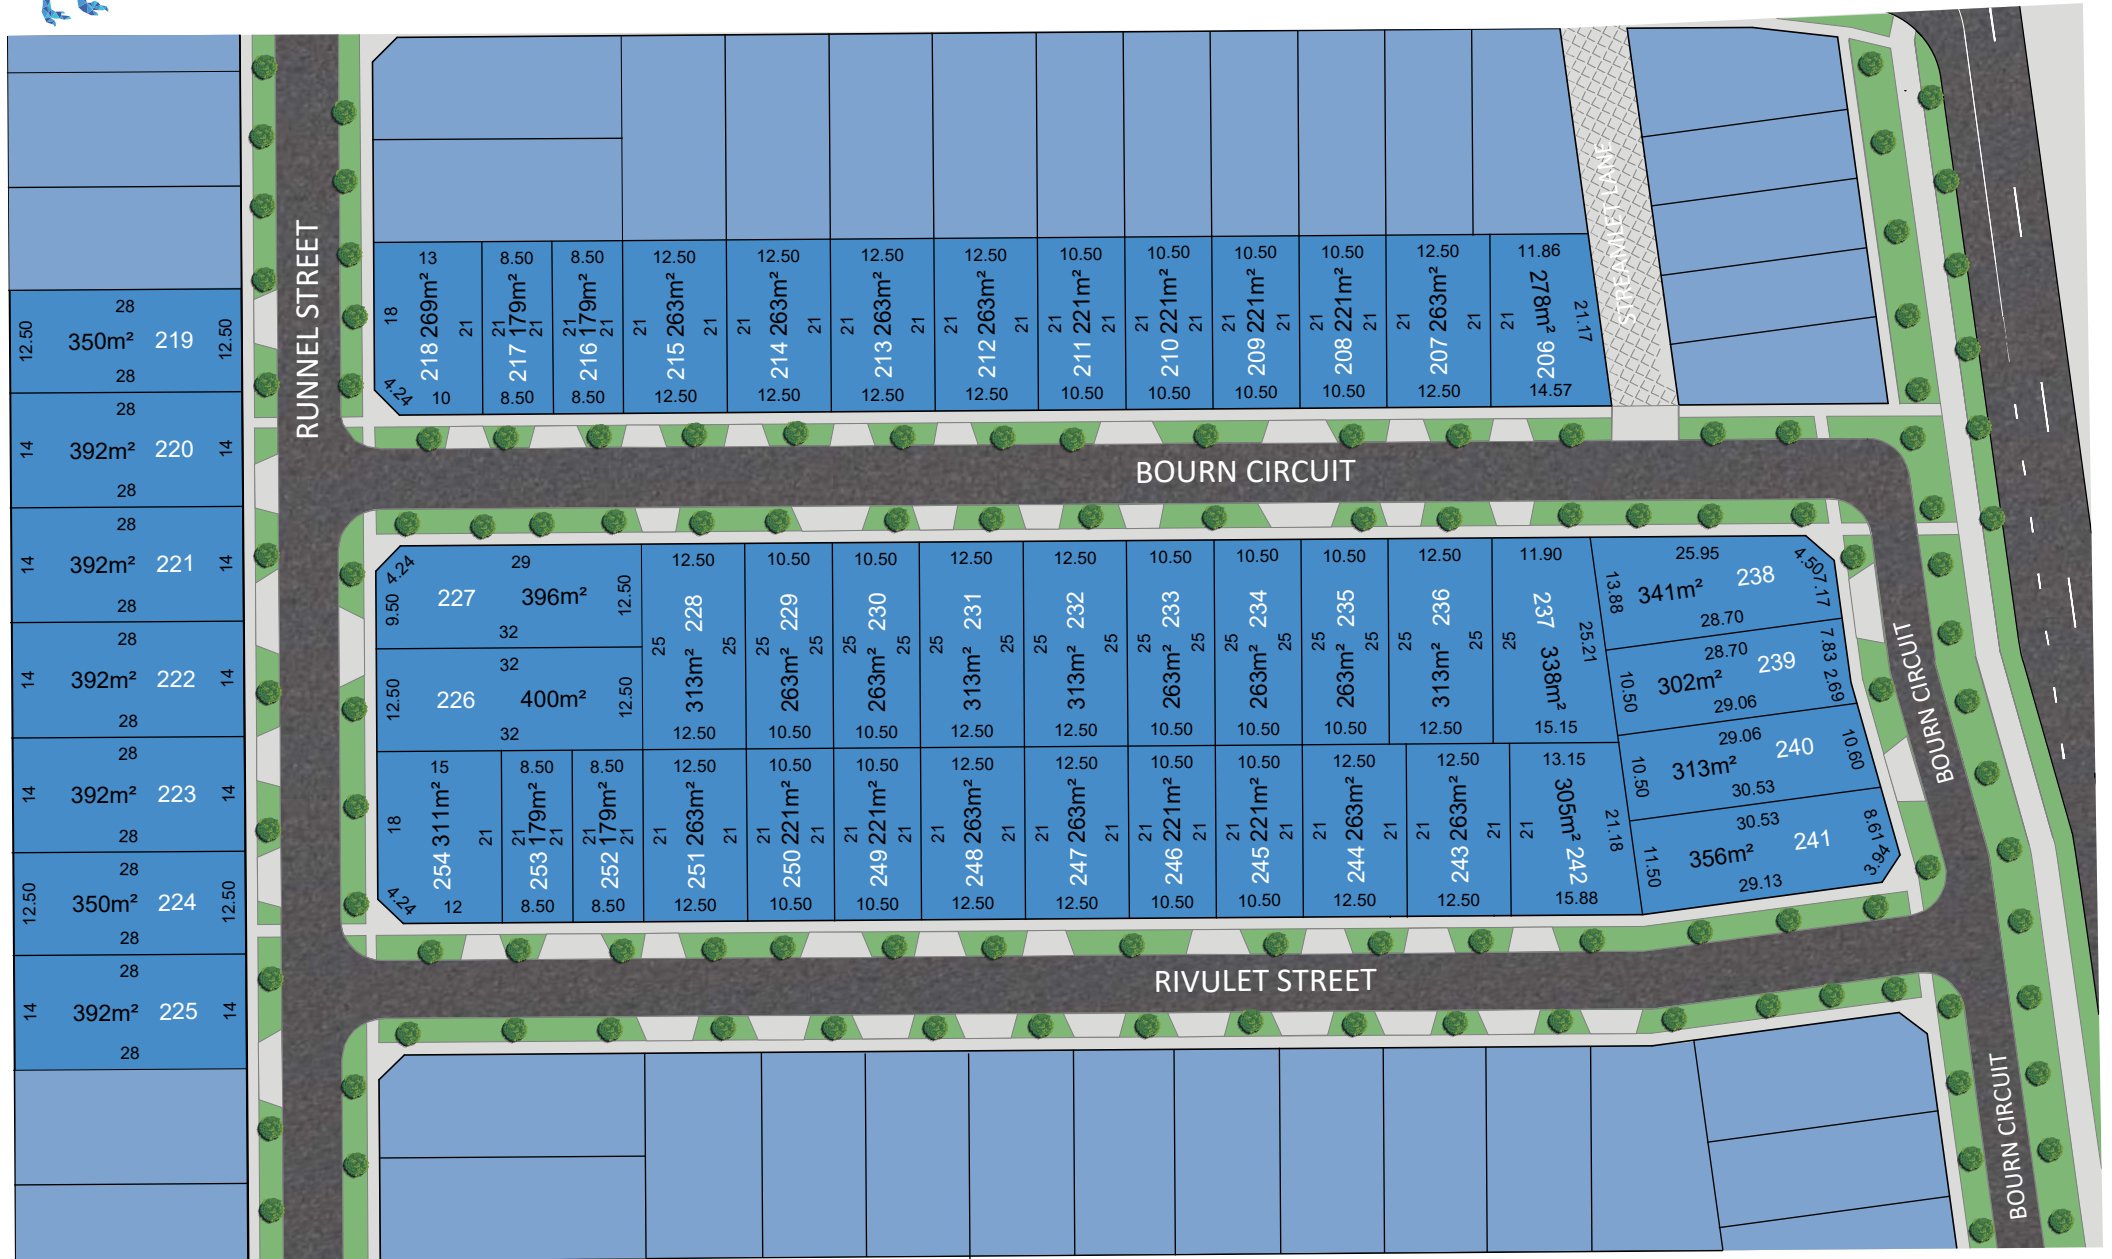 RUNNEL STREET
STREAMLET LANE
BOURN CIRCUIT
BOURN CIRCUIT
BOURN CIRCUIT
RIVULET STREET
28
12.50 350m² 219 12.50
28
28
14 392m² 220 14
28
28
14 392m² 221 14
28
28
14 392m² 222 14
28
28
14 392m² 223 14
28
28
12.50 350m² 224 12.50
28
28
14 392m² 225 14
28
13
18 218 269m² 21
4.24 10
8.50
21 217 179m² 21
8.50
8.50
21 216 179m² 21
8.50
12.50
21 215 263m² 21
12.50
12.50
21 214 263m² 21
12.50
12.50
21 213 263m² 21
12.50
12.50
21 212 263m² 21
12.50
10.50
21 211 221m² 21
10.50
10.50
21 210 221m² 21
10.50
10.50
21 209 221m² 21
10.50
10.50
21 208 221m² 21
10.50
12.50
21 207 263m² 21
12.50
11.86
21 206 278m² 21.17
14.57
4.24 29
9.50 227 396m² 12.50
32
32
12.50 226 400m² 12.50
32
12.50
25 313m² 228 25
12.50
10.50
25 263m² 229 25
10.50
10.50
25 263m² 230 25
10.50
12.50
25 313m² 231 25
12.50
12.50
25 313m² 232 25
12.50
10.50
25 263m² 233 25
10.50
10.50
25 263m² 234 25
10.50
10.50
25 263m² 235 25
10.50
12.50
25 313m² 236 25
12.50
11.90
25 237 338m² 25.21
15.15
25.95 4.50
13.88 341m² 238 7.17
28.70
28.70
10.50 302m² 239 7.83 2.69
29.06
29.06
10.50 313m² 240 10.60
30.53
30.53
11.50 356m² 241 8.61
29.13 3.94
15
18 254 311m² 21
4.24 12
8.50
21 253 179m² 21
8.50
8.50
21 252 179m² 21
8.50
12.50
21 251 263m² 21
12.50
10.50
21 250 221m² 21
10.50
10.50
21 249 221m² 21
10.50
12.50
21 248 263m² 21
12.50
12.50
21 247 263m² 21
12.50
10.50
21 246 221m² 21
10.50
10.50
21 245 221m² 21
10.50
12.50
21 244 263m² 21
12.50
12.50
21 243 263m² 21
12.50
13.15
21 305m² 242 21.18
15.88